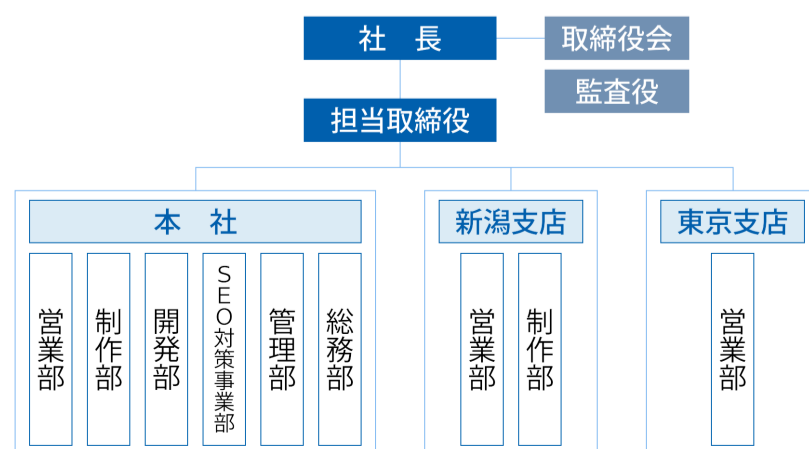 社　長
取締役会
監査役
担当取締役
本　社
営業部
制作部
開発部
SEO対策事業部
管理部
総務部
新潟支店
営業部
制作部
東京支店
営業部